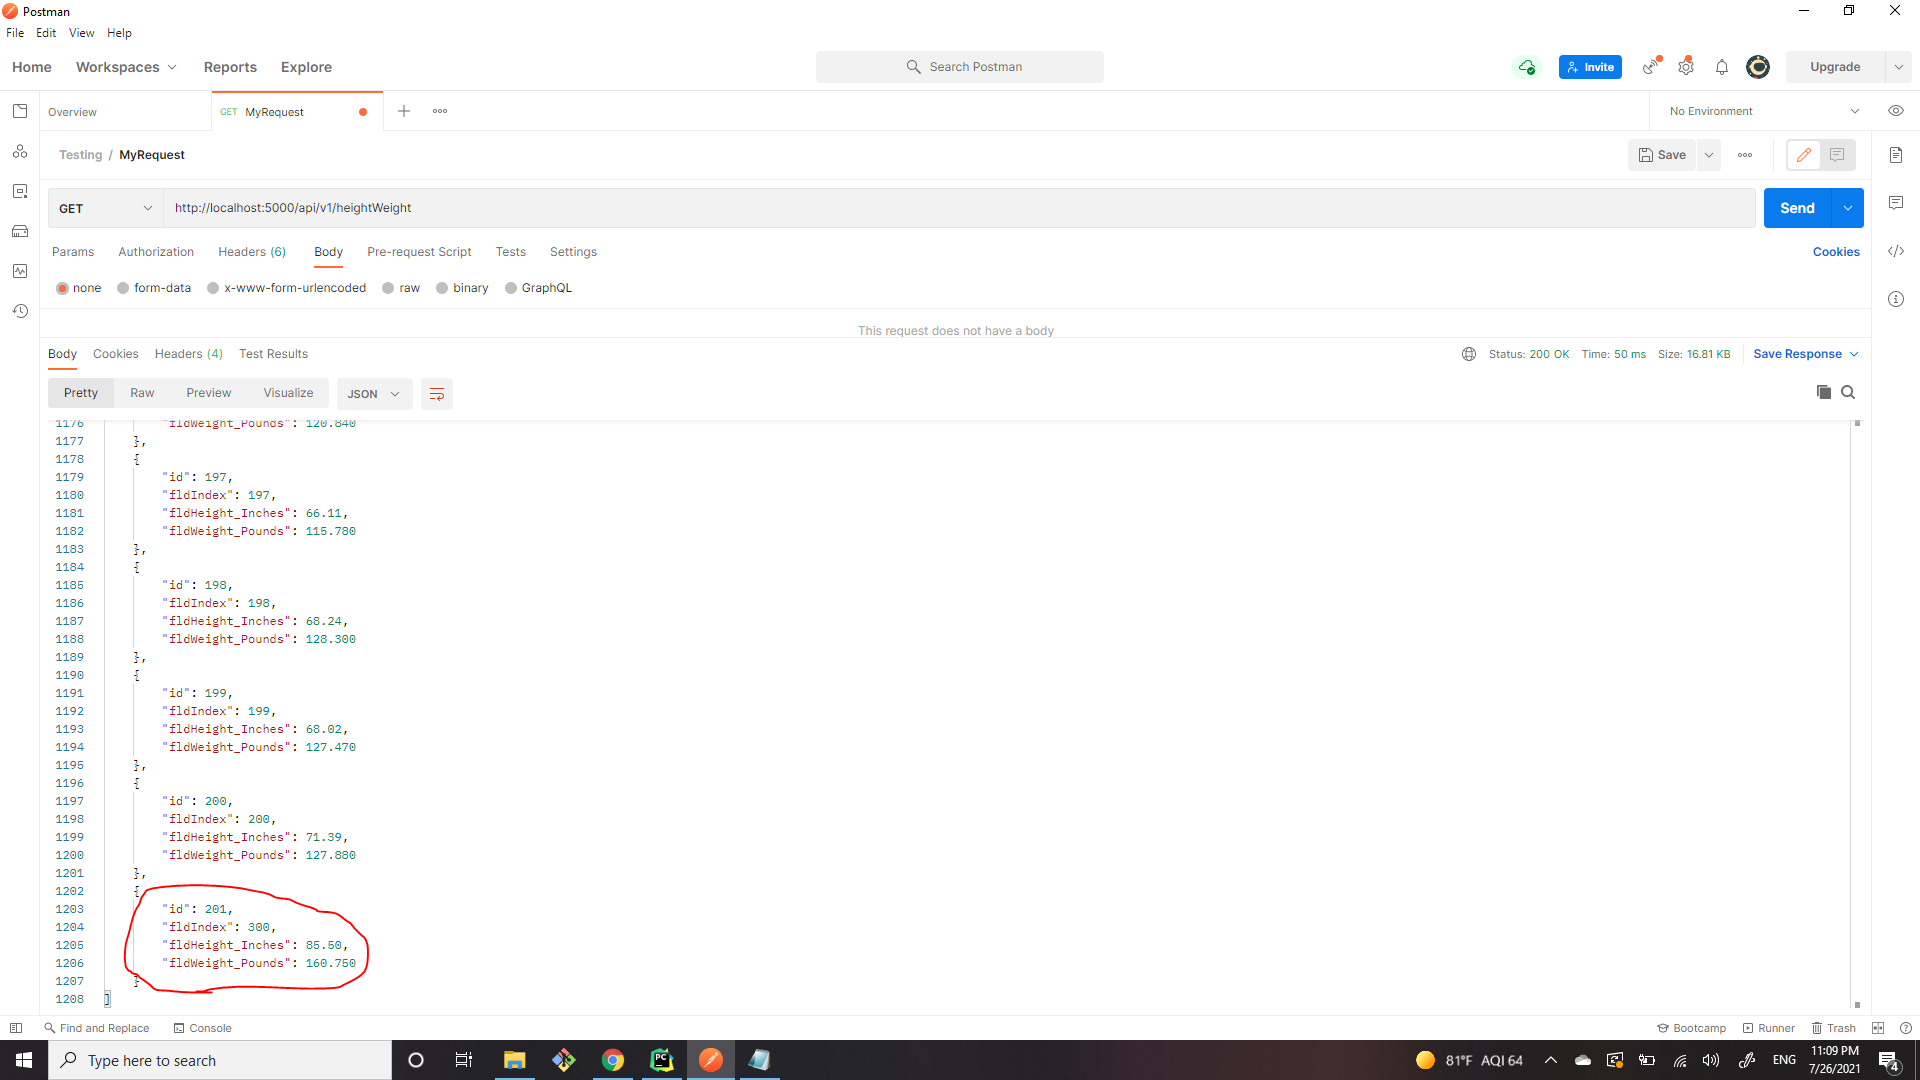 Postman
File Edit View Help
Home Workspaces Reports Explore Search Postman Invite Upgrade
Overview GET MyRequest No Environment
Testing / MyRequest Save
GET http://localhost:5000/api/v1/heightWeight Send
Params Authorization Headers (6) Body Pre-request Script Tests Settings Cookies
none form-data x-www-form-urlencoded raw binary GraphQL
This request does not have a body
Body Cookies Headers (4) Test Results Status: 200 OK Time: 50 ms Size: 16.81 KB Save Response
Pretty Raw Preview Visualize JSON
1176 "fldWeight_Pounds": 120.840
1177 },
1178 {
1179 "id": 197,
1180 "fldIndex": 197,
1181 "fldHeight_Inches": 66.11,
1182 "fldWeight_Pounds": 115.780
1183 },
1184 {
1185 "id": 198,
1186 "fldIndex": 198,
1187 "fldHeight_Inches": 68.24,
1188 "fldWeight_Pounds": 128.300
1189 },
1190 {
1191 "id": 199,
1192 "fldIndex": 199,
1193 "fldHeight_Inches": 68.02,
1194 "fldWeight_Pounds": 127.470
1195 },
1196 {
1197 "id": 200,
1198 "fldIndex": 200,
1199 "fldHeight_Inches": 71.39,
1200 "fldWeight_Pounds": 127.880
1201 },
1202 {
1203 "id": 201,
1204 "fldIndex": 300,
1205 "fldHeight_Inches": 85.50,
1206 "fldWeight_Pounds": 160.750
1207 }
1208 ]
Find and Replace Console Bootcamp Runner Trash
Type here to search PC 81°F AQI 64 ENG 11:09 PM
7/26/2021 4